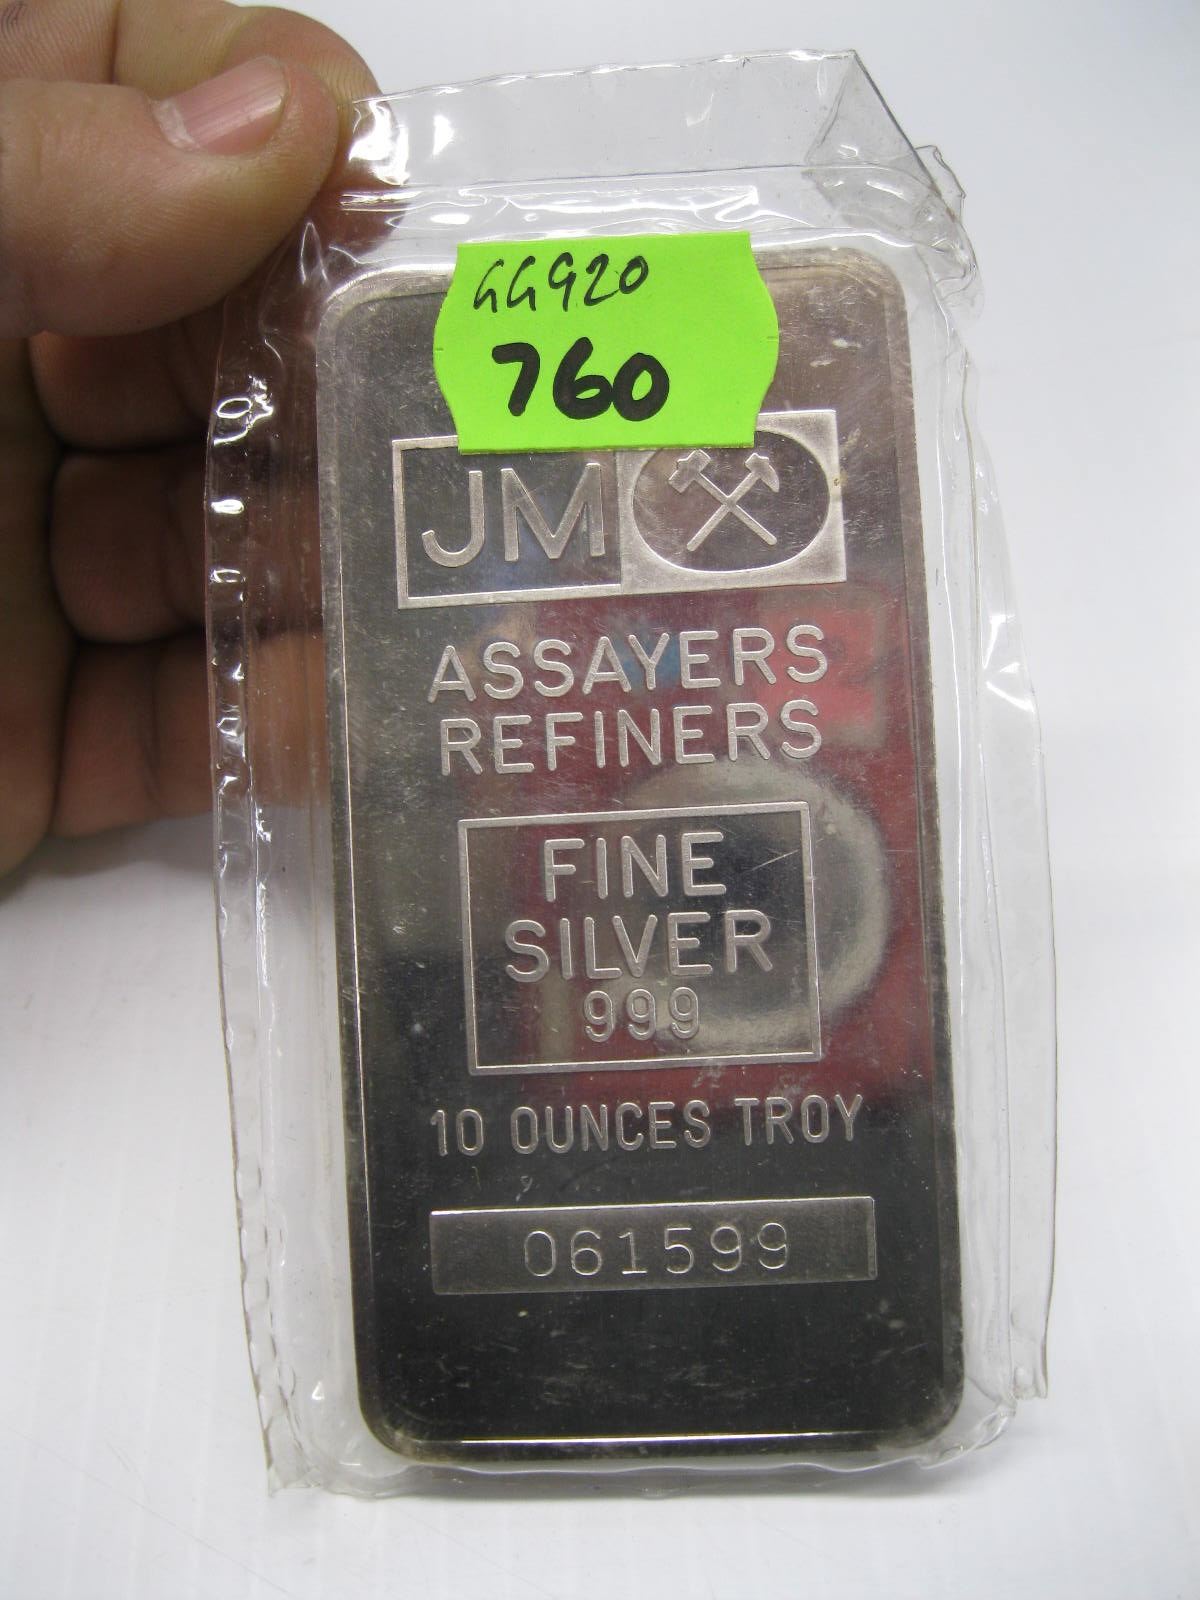 GG920
760
JM
ASSAYERS
REFINERS
FINE
SILVER
999
10 OUNCES TROY
061599